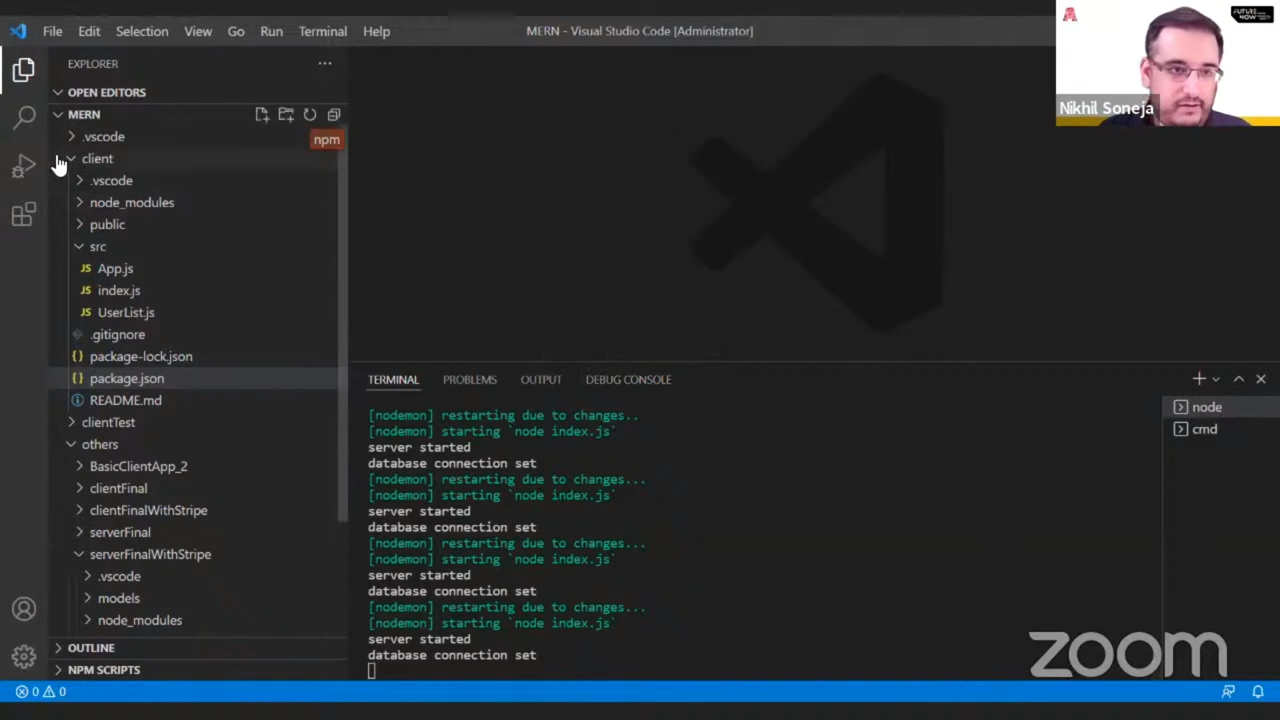 File Edit Selection View Go Run Terminal Help
MERN - Visual Studio Code [Administrator]
FUTURE
NOW
Nikhil Soneja
EXPLORER
OPEN EDITORS
MERN
.vscode
npm
client
.vscode
node_modules
public
src
JS App.js
JS index.js
JS UserList.js
.gitignore
{} package-lock.json
{} package.json
README.md
clientTest
others
BasicClientApp_2
clientFinal
clientFinalWithStripe
serverFinal
serverFinalWithStripe
.vscode
models
node_modules
OUTLINE
NPM SCRIPTS
TERMINAL PROBLEMS OUTPUT DEBUG CONSOLE
node
cmd
[nodemon] restarting due to changes..
[nodemon] starting `node index.js`
server started
database connection set
[nodemon] restarting due to changes...
[nodemon] starting `node index.js`
server started
database connection set
[nodemon] restarting due to changes...
[nodemon] starting `node index.js`
server started
database connection set
[nodemon] restarting due to changes...
[nodemon] starting `node index.js`
server started
database connection set
zoom
0 0